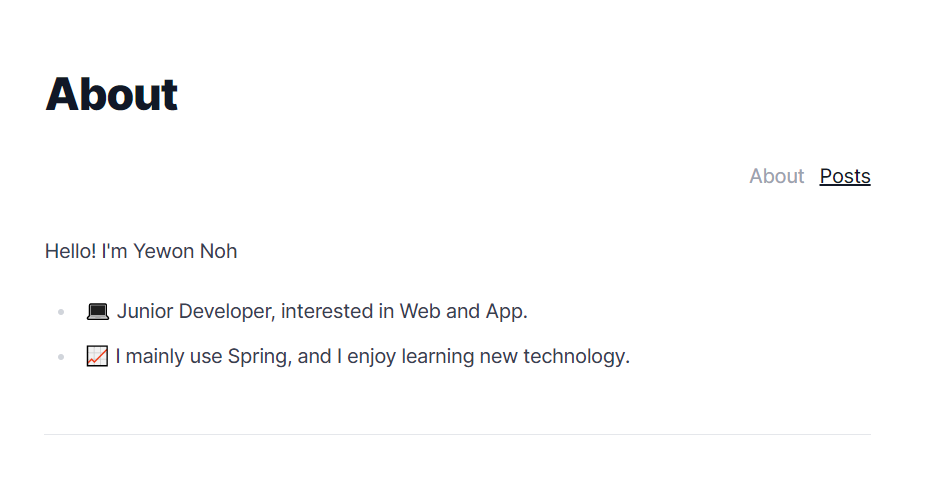 About
About Posts
Hello! I'm Yewon Noh
💻 Junior Developer, interested in Web and App.
📈 I mainly use Spring, and I enjoy learning new technology.